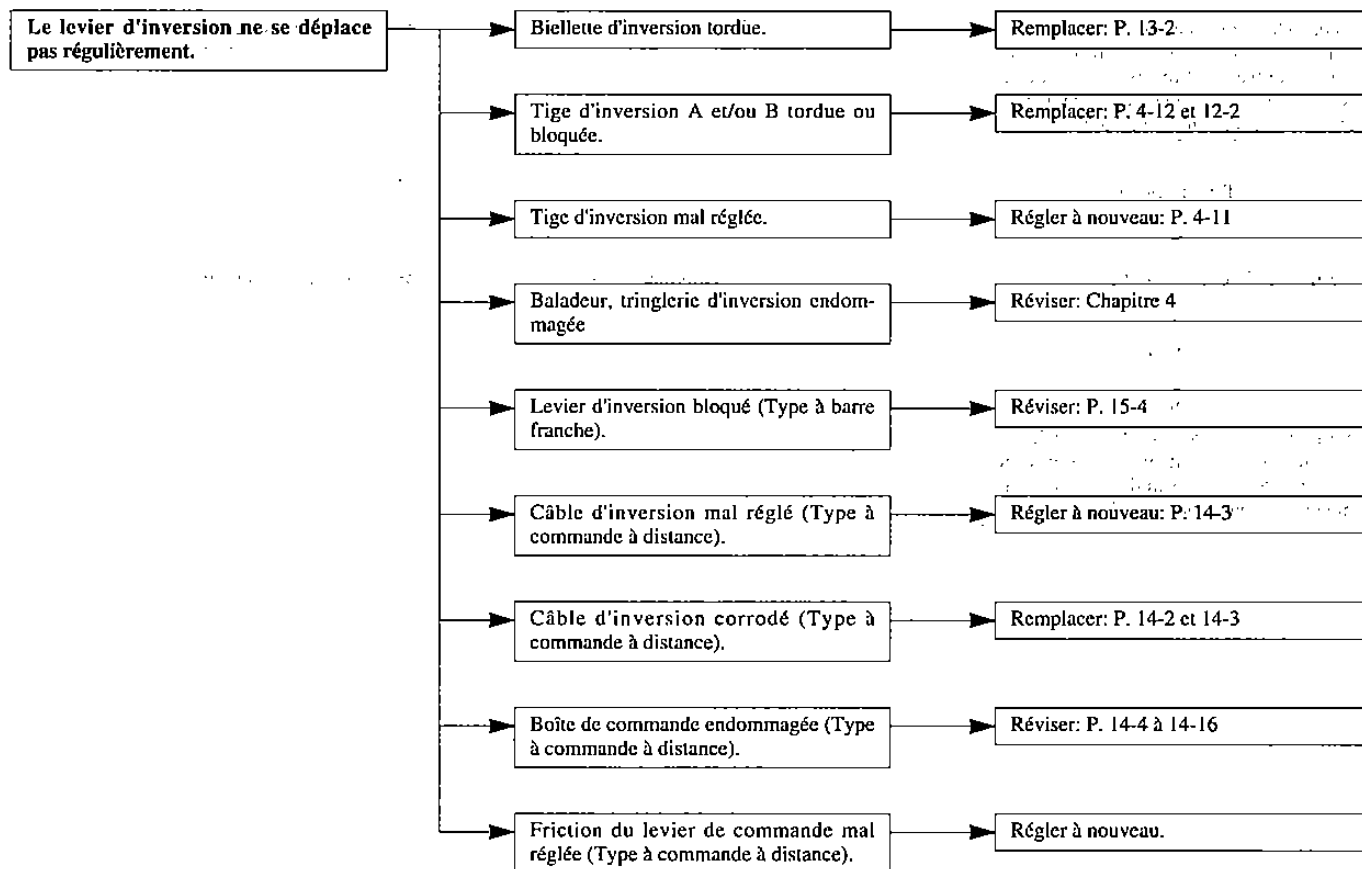 Le levier d'inversion ne se déplace
pas régulièrement.
Biellette d'inversion tordue.
Remplacer: P. 13-2
Tige d'inversion A et/ou B tordue ou
bloquée.
Remplacer: P. 4-12 et 12-2
Tige d'inversion mal réglée.
Régler à nouveau: P. 4-11
Baladeur, tringlerie d'inversion endom-
magée
Réviser: Chapitre 4
Levier d'inversion bloqué (Type à barre
franche).
Réviser: P. 15-4
Câble d'inversion mal réglé (Type à
commande à distance).
Régler à nouveau: P. 14-3
Câble d'inversion corrodé (Type à
commande à distance).
Remplacer: P. 14-2 et 14-3
Boîte de commande endommagée (Type
à commande à distance).
Réviser: P. 14-4 à 14-16
Friction du levier de commande mal
réglée (Type à commande à distance).
Régler à nouveau.